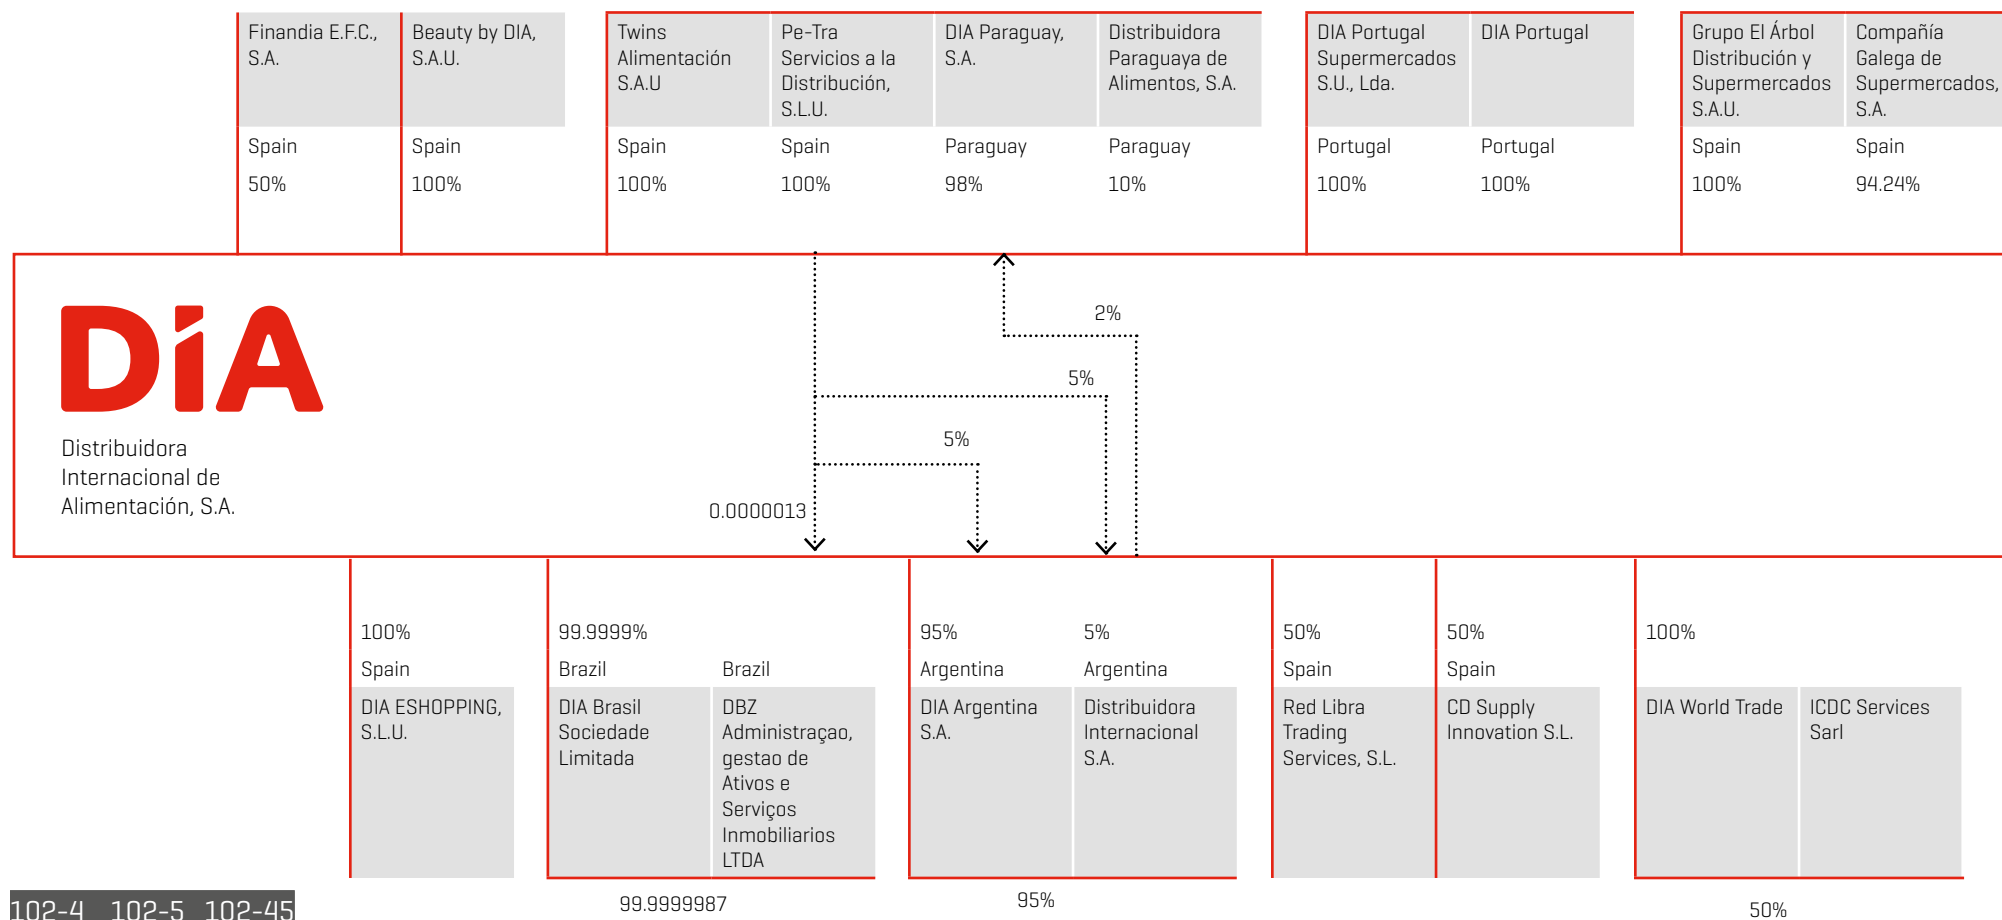 Finandia E.F.C.,
S.A.
Spain
50%
Beauty by DIA,
S.A.U.
Spain
100%
Twins
Alimentación
S.A.U
Spain
100%
Pe-Tra
Servicios a la
Distribución,
S.L.U.
Spain
100%
DIA Paraguay,
S.A.
Paraguay
98%
Distribuidora
Paraguaya de
Alimentos, S.A.
Paraguay
10%
DIA Portugal
Supermercados
S.U., Lda.
Portugal
100%
DIA Portugal
Portugal
100%
Grupo El Árbol
Distribución y
Supermercados
S.A.U.
Spain
100%
Compañía
Galega de
Supermercados,
S.A.
Spain
94.24%
DiA
Distribuidora
Internacional de
Alimentación, S.A.
2%
5%
5%
0.0000013
100%
Spain
DIA ESHOPPING,
S.L.U.
99.9999%
Brazil
DIA Brasil
Sociedade
Limitada
Brazil
DBZ
Administraçao,
gestao de
Ativos e
Serviços
Inmobiliarios
LTDA
99.9999987
95%
Argentina
DIA Argentina
S.A.
5%
Argentina
Distribuidora
Internacional
S.A.
95%
50%
Spain
Red Libra
Trading
Services, S.L.
50%
Spain
CD Supply
Innovation S.L.
100%
DIA World Trade
ICDC Services
Sarl
50%
102-4 102-5 102-45